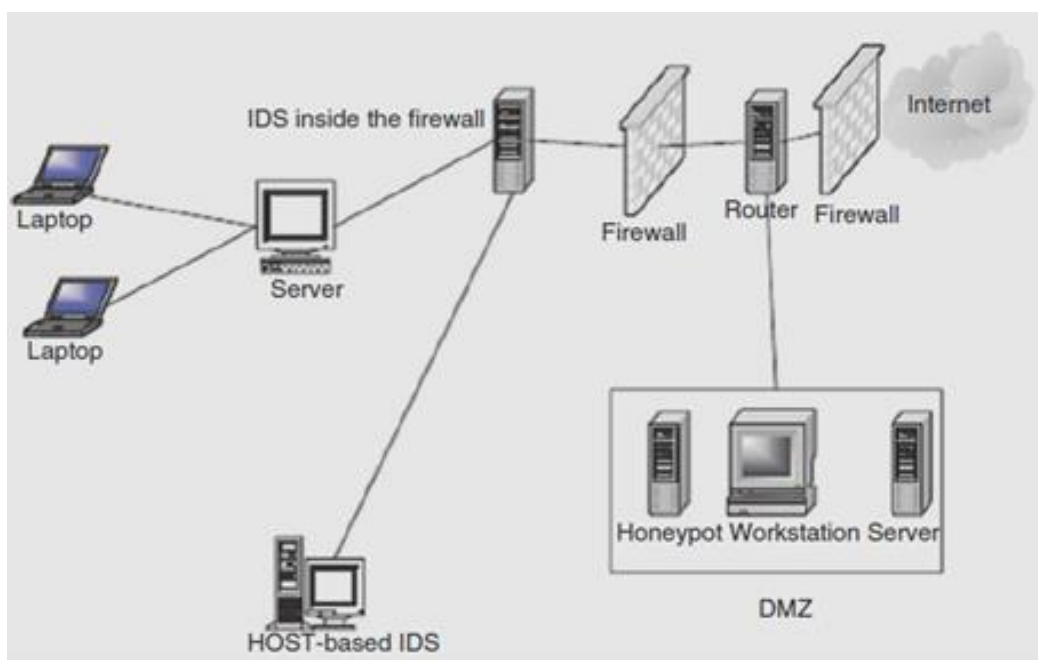 Internet
IDS inside the firewall
Laptop
Router
Firewall
Firewall
Server
Laptop
Honeypot Workstation Server
DMZ
HOST-based IDS